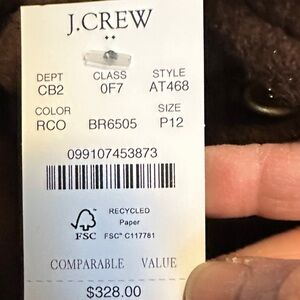 J.CREW
DEPT CLASS STYLE
CB2 0F7 AT468
COLOR SIZE
RCO BR6505 P12
099107453873
RECYCLED
Paper
FSC™ C117781
FSC
COMPARABLE VALUE
$328.00